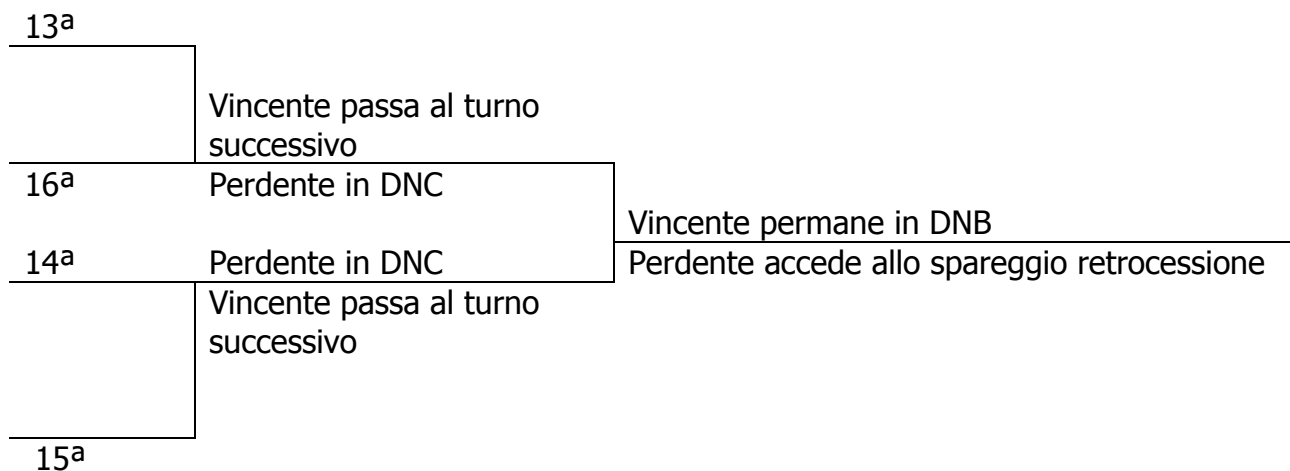 13ª
Vincente passa al turno
successivo
16ª Perdente in DNC
Vincente permane in DNB
14ª Perdente in DNC
Perdente accede allo spareggio retrocessione
Vincente passa al turno
successivo
15ª